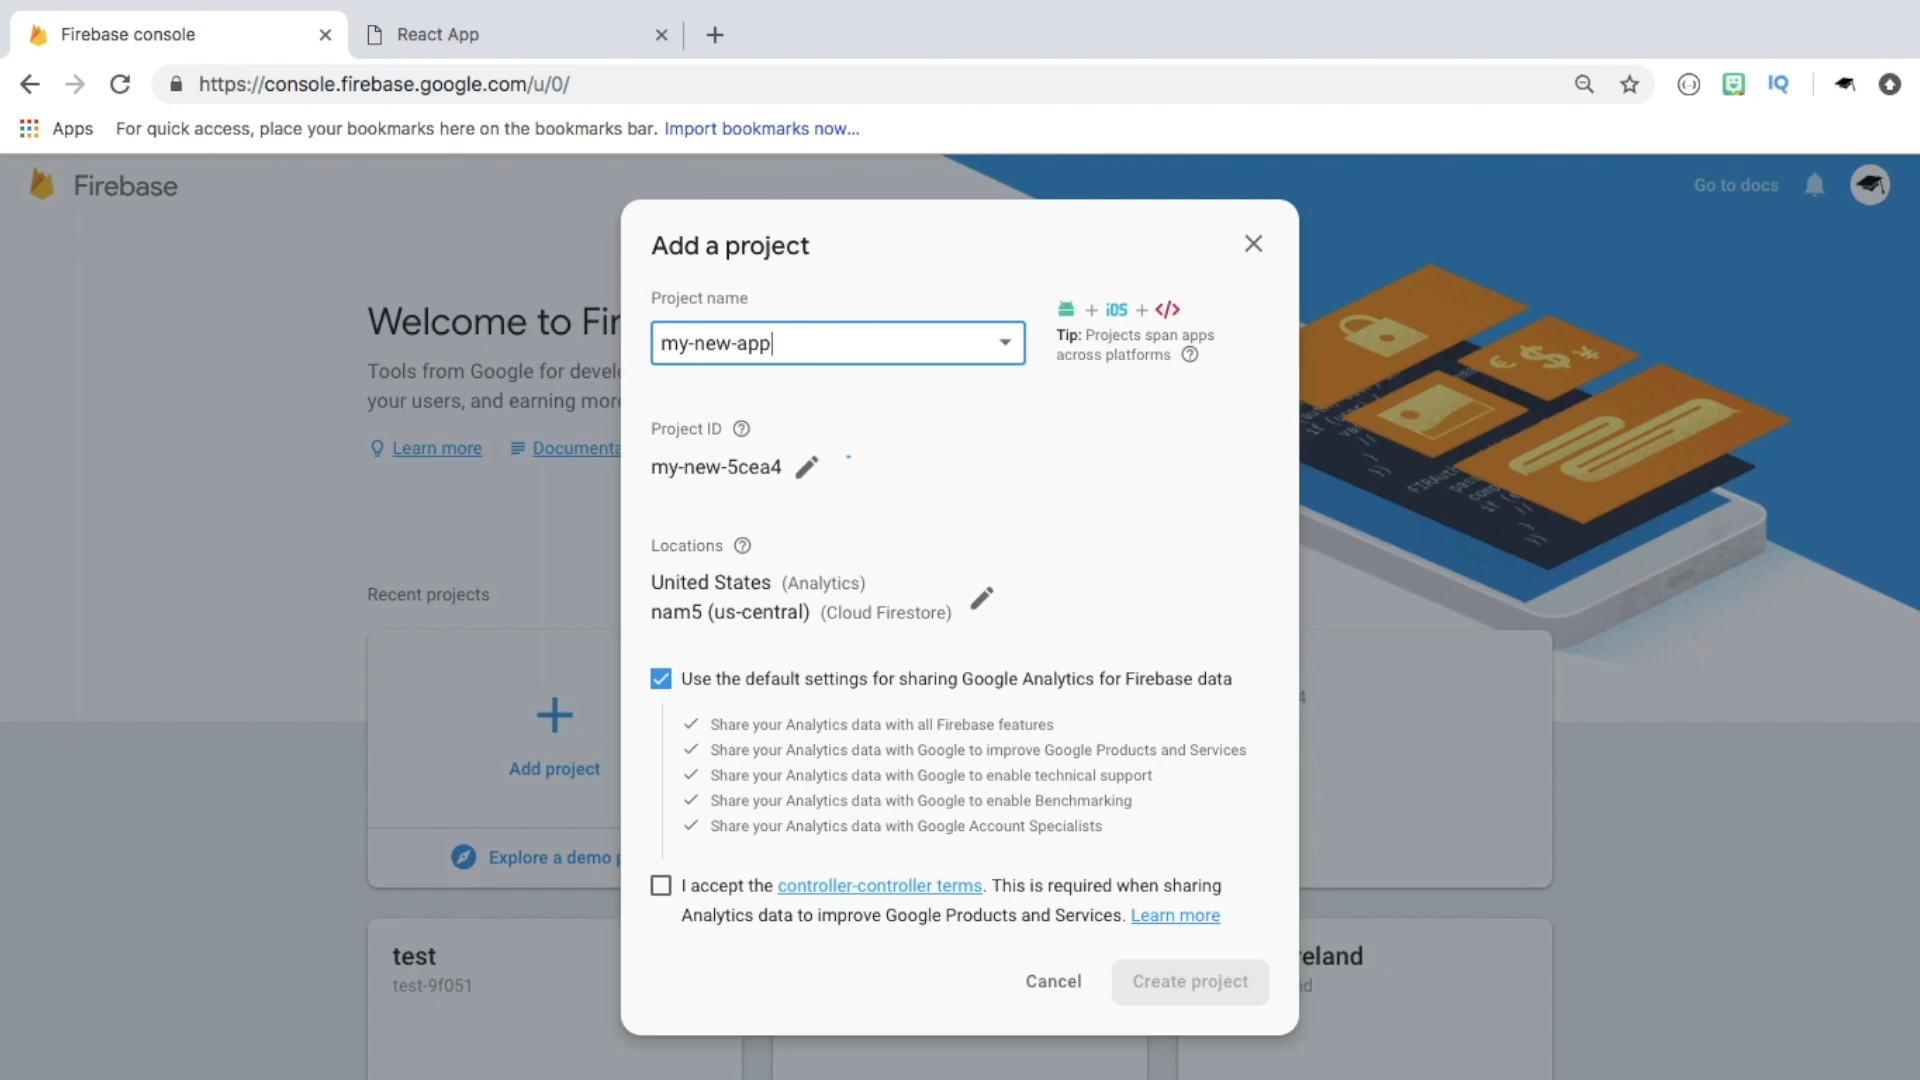 Firebase console
React App
https://console.firebase.google.com/u/0/
IQ
Apps
For quick access, place your bookmarks here on the bookmarks bar. Import bookmarks now...
Firebase
Go to docs
Welcome to Fir
Tools from Google for devel
your users, and earning more
Learn more
Documenta
Recent projects
Add project
Explore a demo p
test
test-9f051
Add a project
Project name
my-new-app
+ iOS + </>
Tip: Projects span apps
across platforms
Project ID
my-new-5cea4
Locations
United States (Analytics)
nam5 (us-central) (Cloud Firestore)
Use the default settings for sharing Google Analytics for Firebase data
Share your Analytics data with all Firebase features
Share your Analytics data with Google to improve Google Products and Services
Share your Analytics data with Google to enable technical support
Share your Analytics data with Google to enable Benchmarking
Share your Analytics data with Google Account Specialists
I accept the controller-controller terms. This is required when sharing
Analytics data to improve Google Products and Services. Learn more
Cancel
Create project
4
eland
d